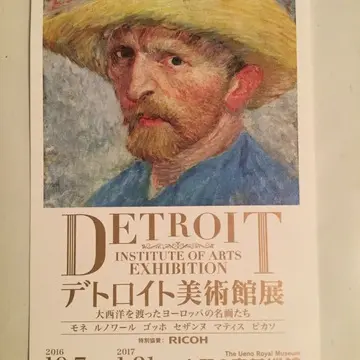 DETROIT
INSTITUTE OF ARTS
EXHIBITION
デトロイト美術館展
大西洋を渡ったヨーロッパの名画たち
モネ ルノワール ゴッホ セザンヌ マティス ピカソ
特別協賛: RICOH
2016 2017 The Ueno Royal Museum